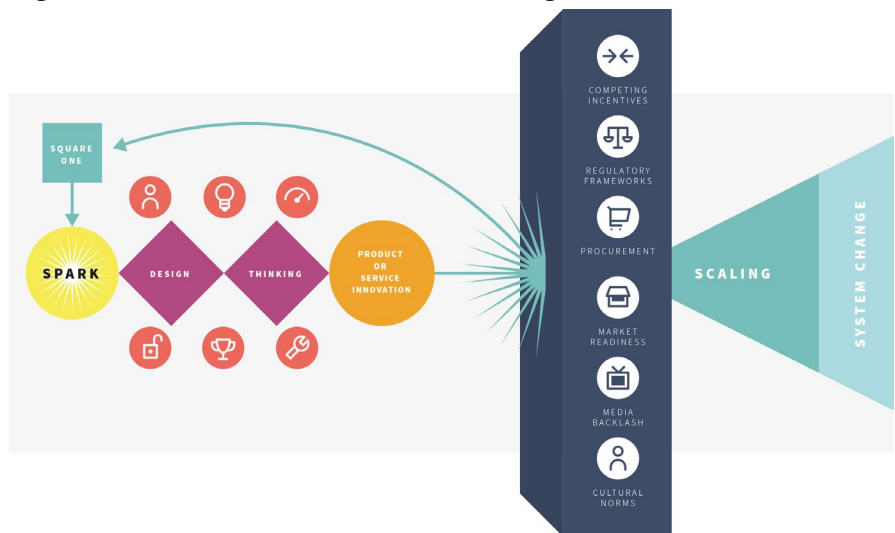 SQUARE
ONE
SPARK
DESIGN
THINKING
PRODUCT
OR
SERVICE
INNOVATION
COMPETING
INCENTIVES
REGULATORY
FRAMEWORKS
PROCUREMENT
MARKET
READINESS
MEDIA
BACKLASH
CULTURAL
NORMS
SCALING
SYSTEM CHANGE